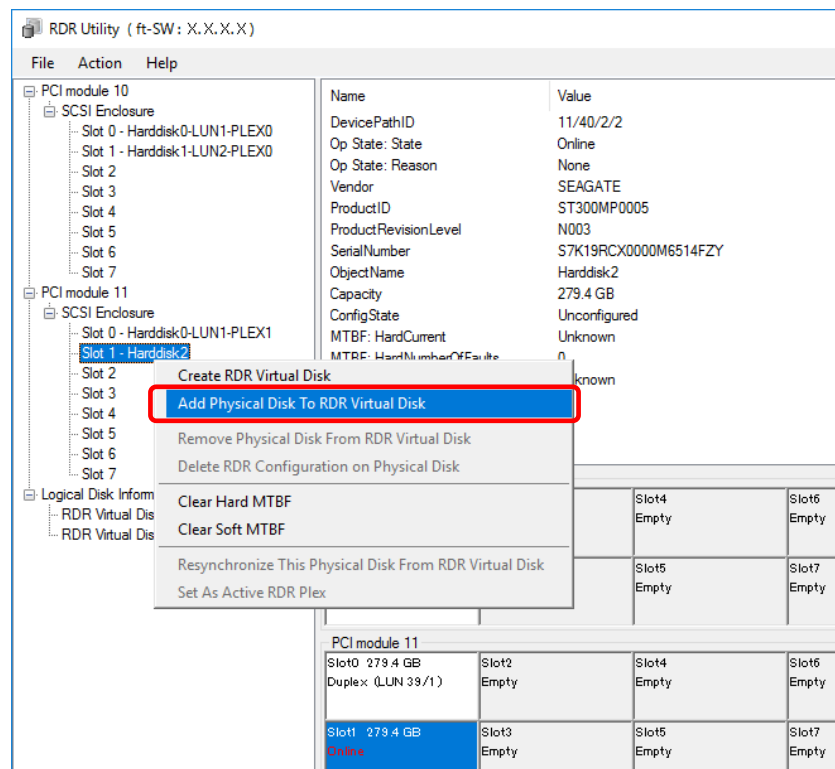 RDR Utility ( ft-SW : X.X.X.X )
File Action Help
PCI module 10
SCSI Enclosure
Slot 0 - Harddisk0-LUN1-PLEX0
Slot 1 - Harddisk1-LUN2-PLEX0
Slot 2
Slot 3
Slot 4
Slot 5
Slot 6
Slot 7
PCI module 11
SCSI Enclosure
Slot 0 - Harddisk0-LUN1-PLEX1
Slot 1 - Harddisk2
Slot 2
Slot 3
Slot 4
Slot 5
Slot 6
Slot 7
Logical Disk Inform
RDR Virtual Dis
RDR Virtual Dis
Name Value
DevicePathID 11/40/2/2
Op State: State Online
Op State: Reason None
Vendor SEAGATE
ProductID ST300MP0005
ProductRevisionLevel N003
SerialNumber S7K19RCX0000M6514FZY
ObjectName Harddisk2
Capacity 279.4 GB
ConfigState Unconfigured
MTBF: HardCurrent Unknown
MTBF: HardNumberOfFaults 0
known
Create RDR Virtual Disk
Add Physical Disk To RDR Virtual Disk
Remove Physical Disk From RDR Virtual Disk
Delete RDR Configuration on Physical Disk
Clear Hard MTBF
Clear Soft MTBF
Resynchronize This Physical Disk From RDR Virtual Disk
Set As Active RDR Plex
Slot4 Slot6
Empty Empty
Slot5 Slot7
Empty Empty
PCI module 11
Slot0 279.4 GB Slot2 Slot4 Slot6
Duplex (LUN 39/1) Empty Empty Empty
Slot1 279.4 GB Slot3 Slot5 Slot7
Online Empty Empty Empty